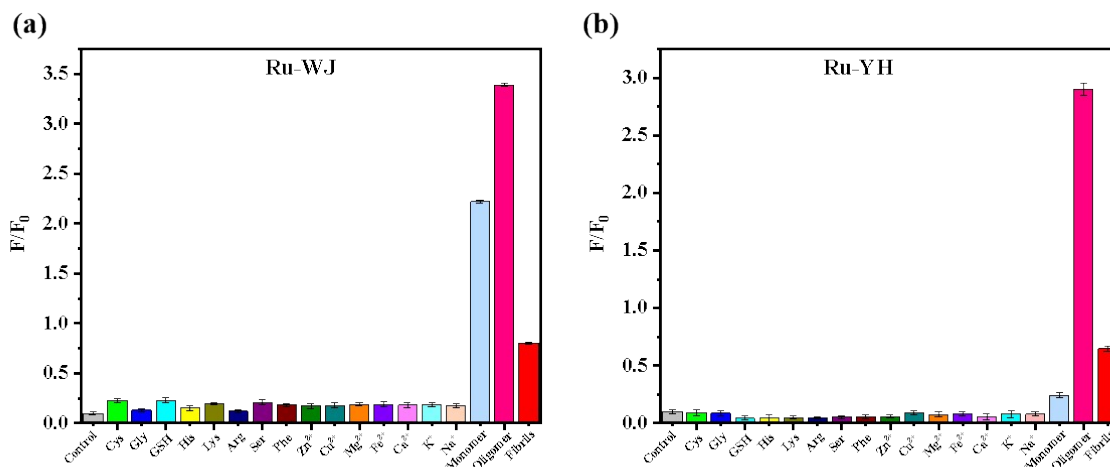 (a)
Ru-WJ
F/F₀
3.5
3.0
2.5
2.0
1.5
1.0
0.5
0.0
Control
Cys
Gly
GSH
His
Lys
Arg
Ser
Phe
Zn²⁺
Cu²⁺
Mg²⁺
Fe²⁺
Ca²⁺
K⁺
Na⁺
Monomer
Oligomer
Fibrils
(b)
Ru-YH
F/F₀
3.0
2.5
2.0
1.5
1.0
0.5
0.0
Control
Cys
Gly
GSH
His
Lys
Arg
Ser
Phe
Zn²⁺
Cu²⁺
Mg²⁺
Fe²⁺
Ca²⁺
K⁺
Na⁺
Monomer
Oligomer
Fibrils